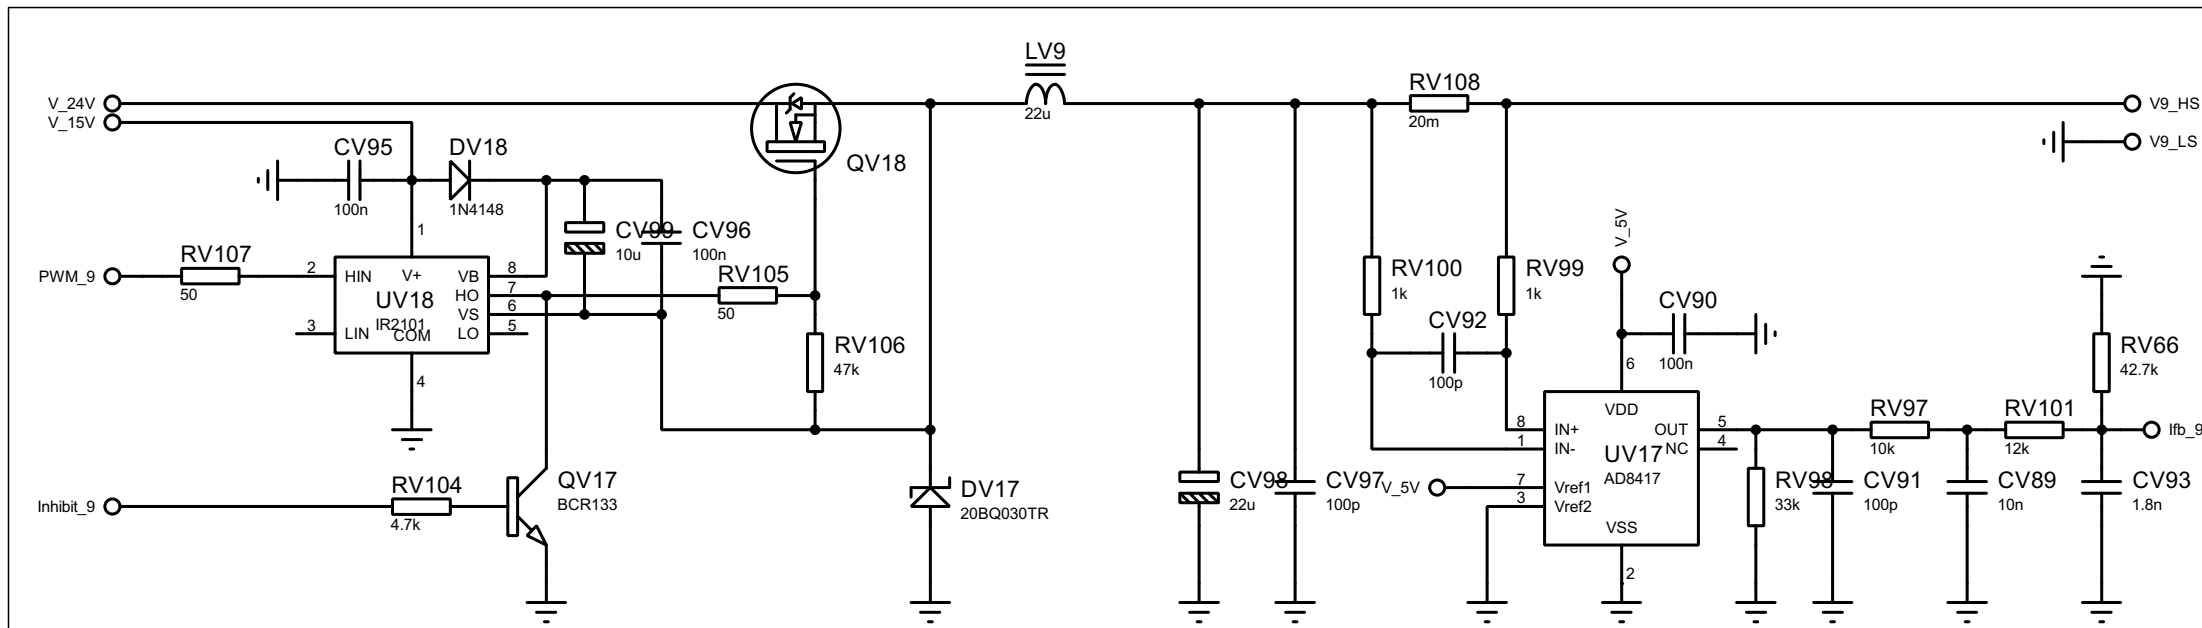 LV9
22u
RV108
20m
V_24V
V_15V
V9_HS
V9_LS
CV95
100n
DV18
1N4148
QV18
1
CV99
10u
CV96
100n
V_5V
RV107
50
PWM_9
2
HIN
V+
VB
8
HO
7
VS
6
LO
5
3
LIN
UV18
IR2101
COM
4
RV105
50
RV106
47k
RV100
1k
RV99
1k
CV92
100p
CV90
100n
6
RV66
42.7k
VDD
8
IN+
1
IN-
OUT
5
NC
4
UV17
AD8417
7
Vref1
3
Vref2
VSS
2
V_5V
RV97
10k
RV101
12k
Ifb_9
Inhibit_9
RV104
4.7k
QV17
BCR133
DV17
20BQ030TR
CV98
22u
CV97
100p
RV98
33k
CV91
100p
CV89
10n
CV93
1.8n